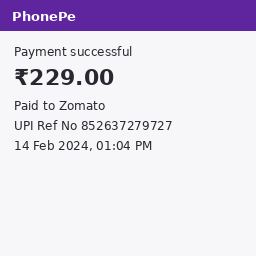 PhonePe
Payment successful
₹229.00
Paid to Zomato
UPI Ref No 852637279727
14 Feb 2024, 01:04 PM